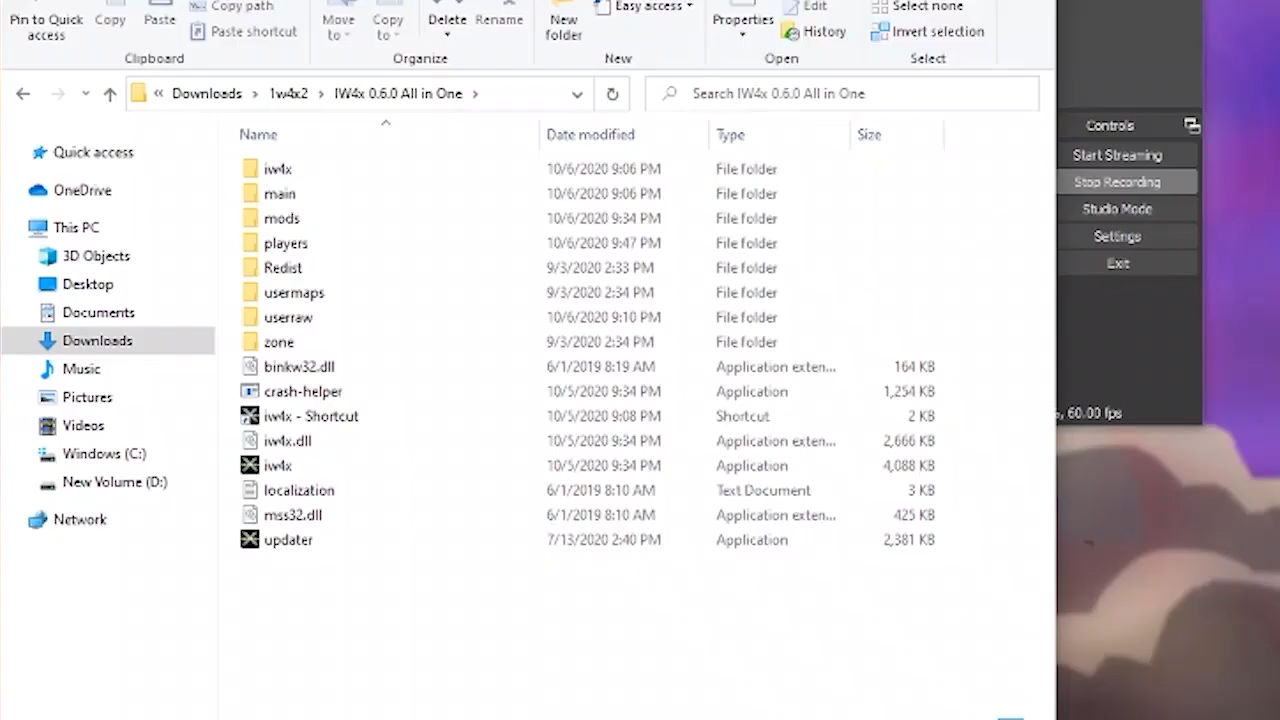 Pin to Quick access
Copy
Paste
Copy path
Paste shortcut
Clipboard
Move to
Copy to
Delete
Rename
Organize
New folder
Easy access
New
Properties
Edit
History
Open
Select none
Invert selection
Select
« Downloads > 1w4x2 > IW4x 0.6.0 All in One >
Search IW4x 0.6.0 All in One
Name Date modified Type Size
Quick access
OneDrive
This PC
3D Objects
Desktop
Documents
Downloads
Music
Pictures
Videos
Windows (C:)
New Volume (D:)
Network
iw4x 10/6/2020 9:06 PM File folder
main 10/6/2020 9:06 PM File folder
mods 10/6/2020 9:34 PM File folder
players 10/6/2020 9:47 PM File folder
Redist 9/3/2020 2:33 PM File folder
usermaps 9/3/2020 2:34 PM File folder
userraw 10/6/2020 9:10 PM File folder
zone 9/3/2020 2:34 PM File folder
binkw32.dll 6/1/2019 8:19 AM Application exten... 164 KB
crash-helper 10/5/2020 9:34 PM Application 1,254 KB
iw4x - Shortcut 10/5/2020 9:08 PM Shortcut 2 KB
iw4x.dll 10/5/2020 9:34 PM Application exten... 2,666 KB
iw4x 10/5/2020 9:34 PM Application 4,088 KB
localization 6/1/2019 8:10 AM Text Document 3 KB
mss32.dll 6/1/2019 8:10 AM Application exten... 425 KB
updater 7/13/2020 2:40 PM Application 2,381 KB
Controls
Start Streaming
Stop Recording
Studio Mode
Settings
Exit
, 60.00 fps